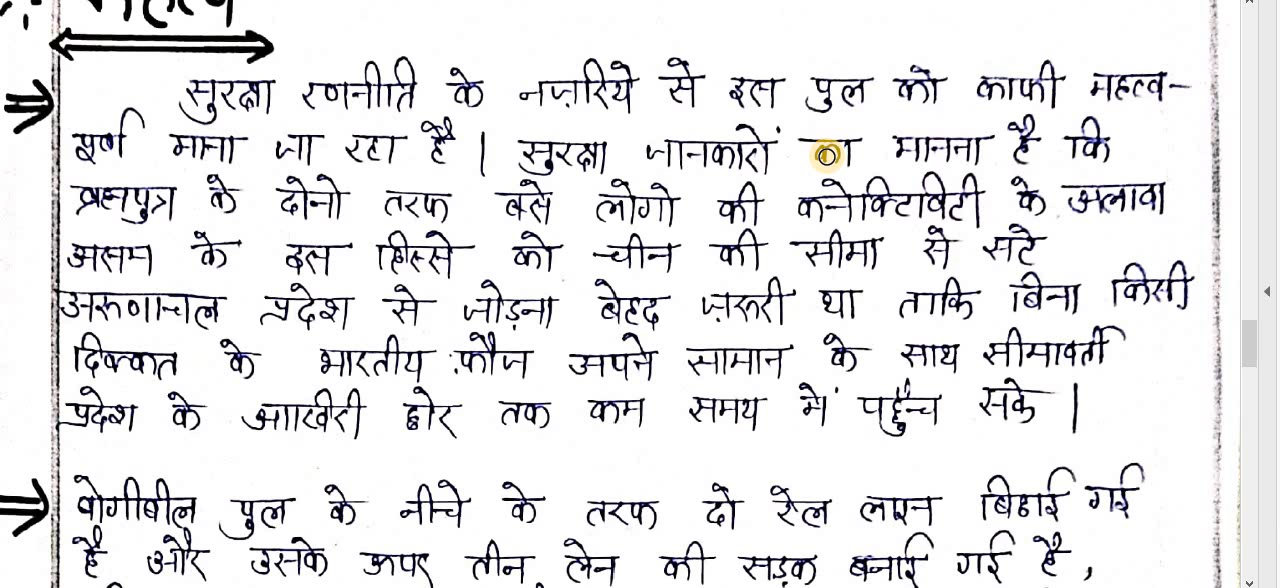 महत्व
सुरक्षा रणनीति के नज़रिये से इस पुल को काफी महत्व-
पूर्ण माना जा रहा है। सुरक्षा जानकारों का मानना है कि
ब्रह्मपुत्र के दोनो तरफ बसे लोगो की कनेक्टिविटी के अलावा
असम के इस हिस्से को चीन की सीमा से सटे
अरूणाचल प्रदेश से जोड़ना बेहद ज़रूरी था ताकि बिना किसी
दिक्कत के भारतीय फ़ौज अपने सामान के साथ सीमावर्ती
प्रदेश के आखिरी छोर तक कम समय में पहुँच सके।
बोगीबील पुल के नीचे के तरफ दो रेल लाइन बिछाई गई
है और उसके ऊपर तीन लेन की सड़क बनाई गई है,